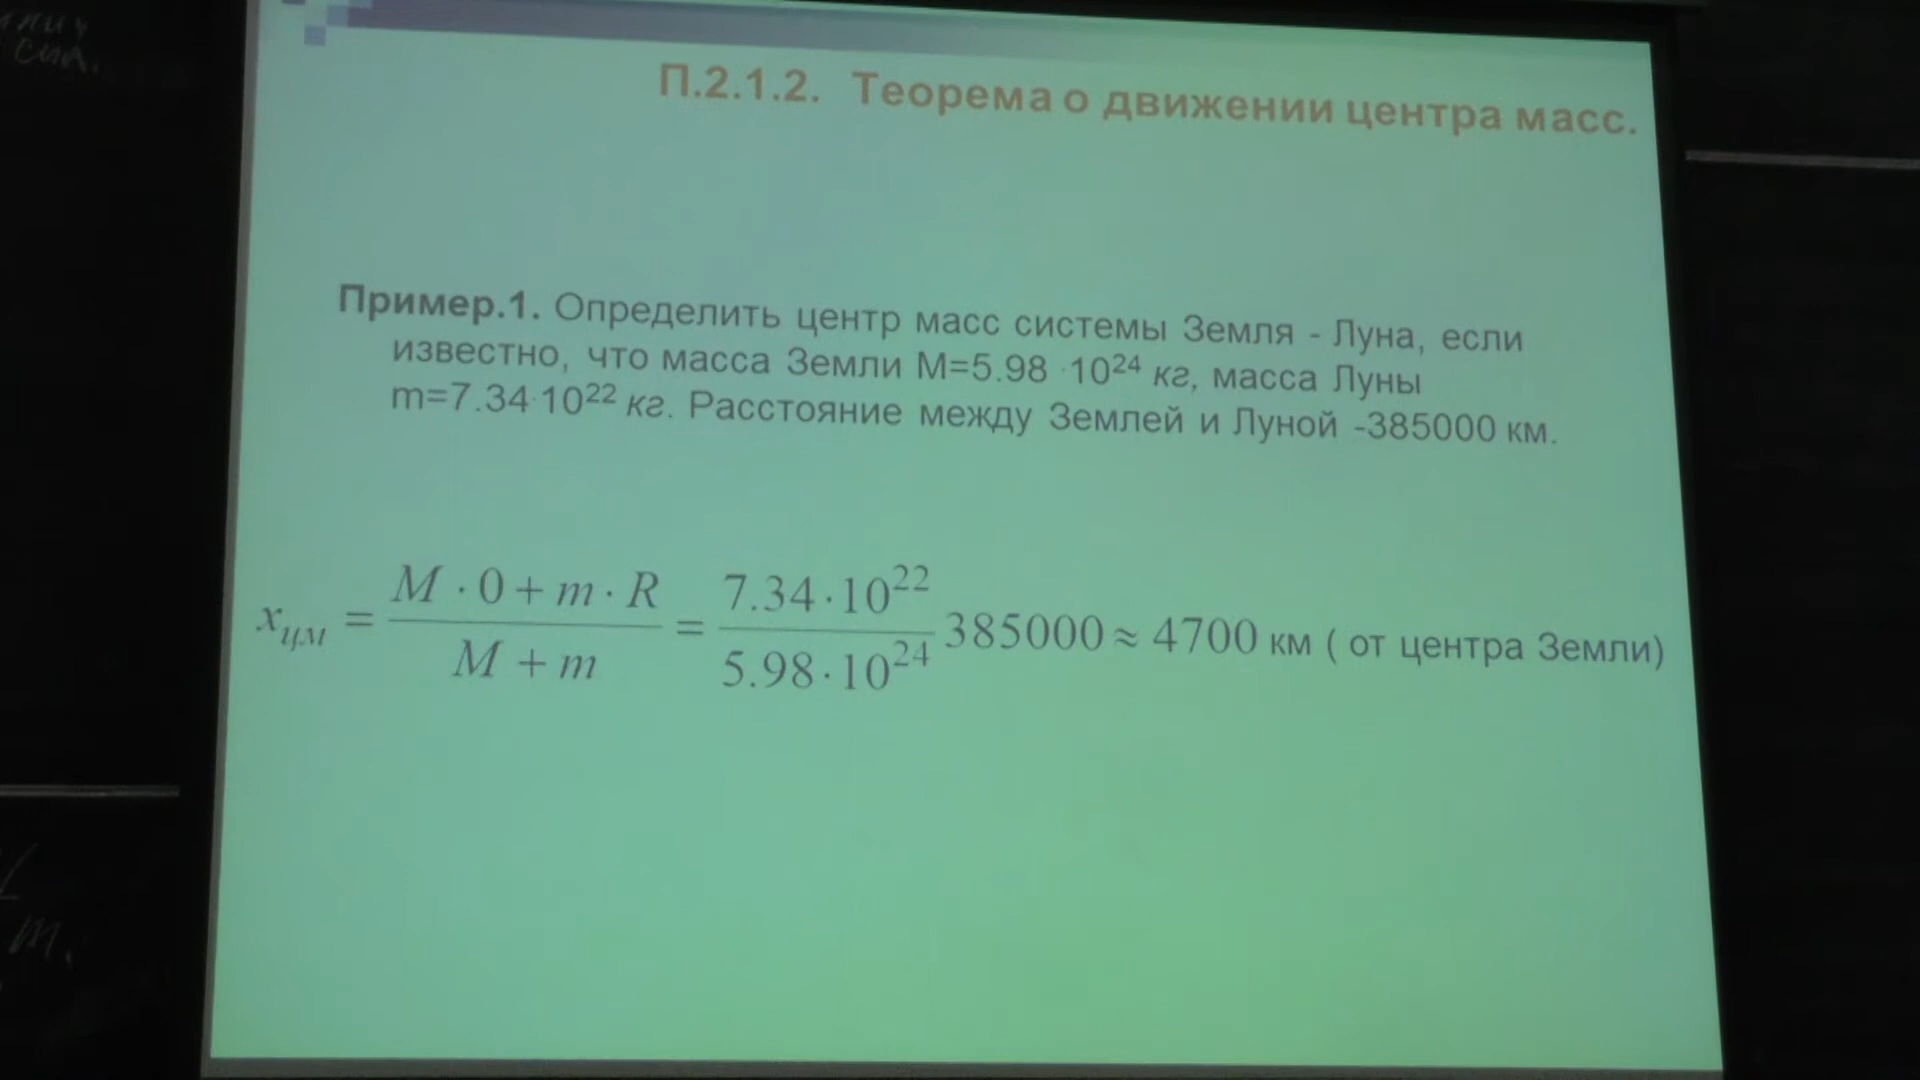 сил.
П.2.1.2. Теорема о движении центра масс.
Пример.1. Определить центр масс системы Земля - Луна, если
известно, что масса Земли М=5.98 ·10²⁴ кг, масса Луны
m=7.34·10²² кг. Расстояние между Землей и Луной -385000 км.
x_цм = (M · 0 + m · R) / (M + m) = (7.34 · 10²²) / (5.98 · 10²⁴) 385000 ≈ 4700 км ( от центра Земли)
m.